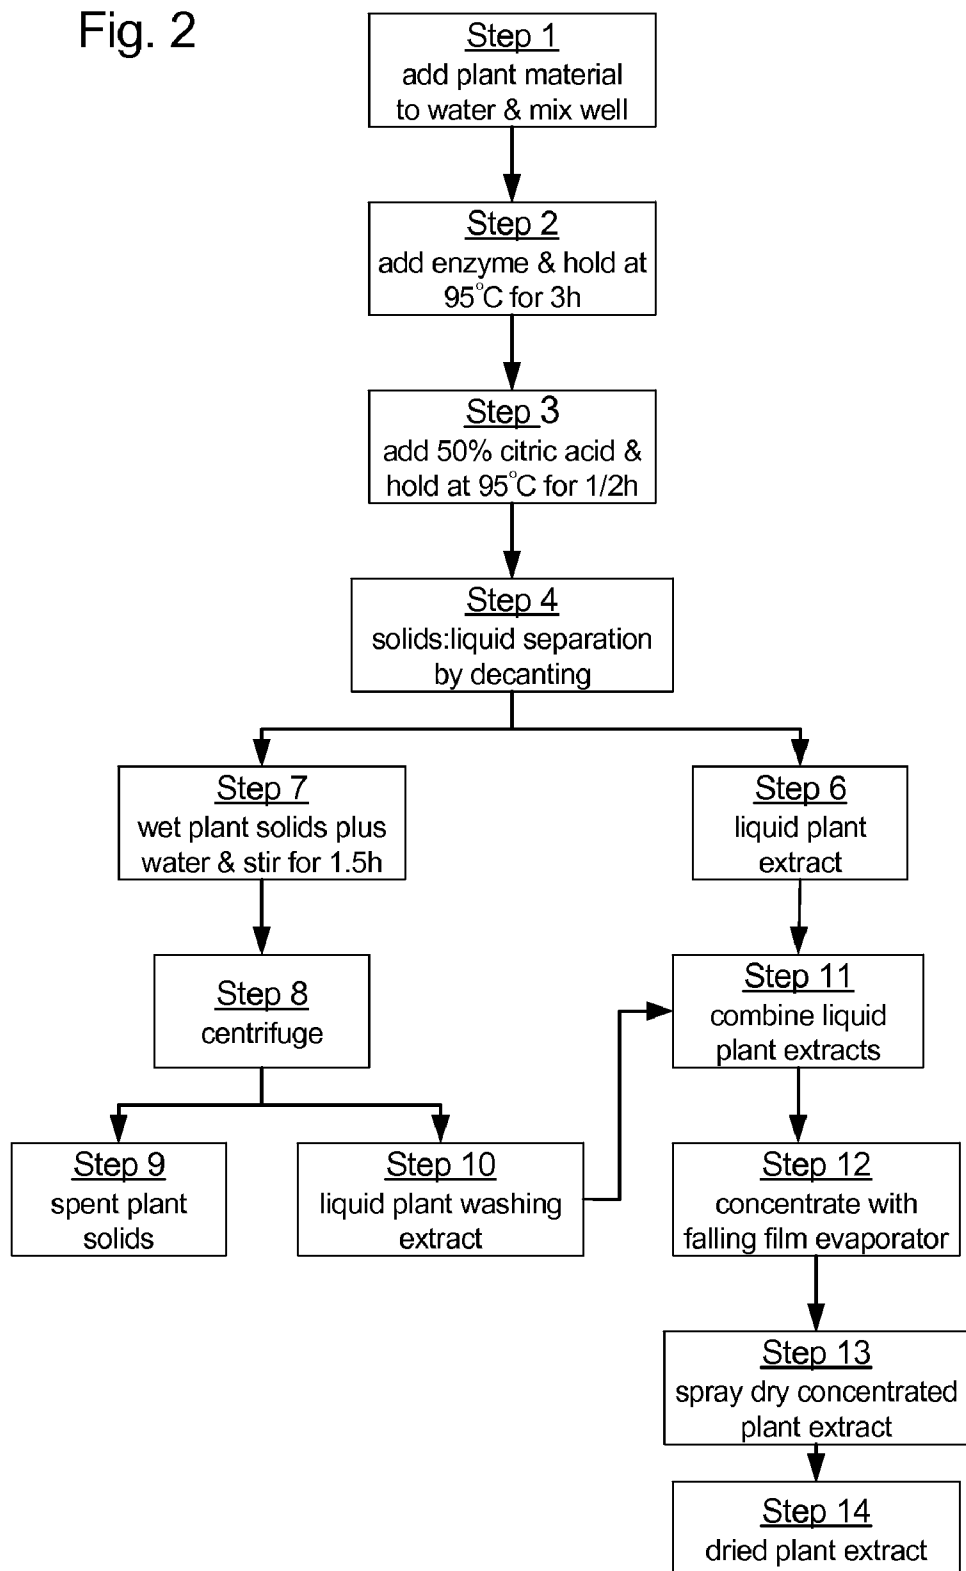 Fig. 2
Step 1
add plant material
to water & mix well
Step 2
add enzyme & hold at
95°C for 3h
Step 3
add 50% citric acid &
hold at 95°C for 1/2h
Step 4
solids:liquid separation
by decanting
Step 7
wet plant solids plus
water & stir for 1.5h
Step 6
liquid plant
extract
Step 8
centrifuge
Step 11
combine liquid
plant extracts
Step 9
spent plant
solids
Step 10
liquid plant washing
extract
Step 12
concentrate with
falling film evaporator
Step 13
spray dry concentrated
plant extract
Step 14
dried plant extract